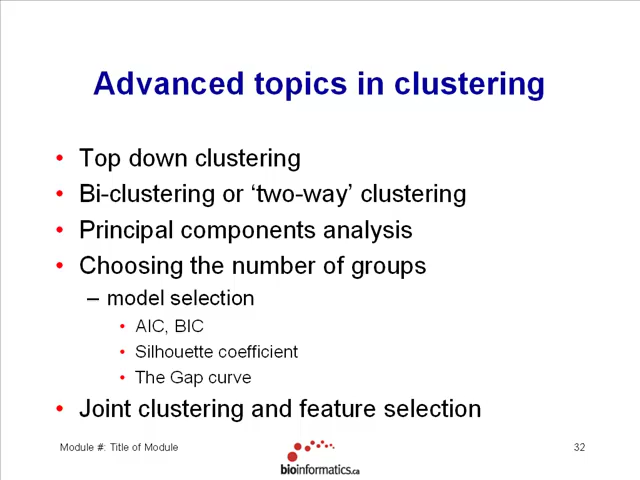 Advanced topics in clustering
• Top down clustering
• Bi-clustering or ‘two-way’ clustering
• Principal components analysis
• Choosing the number of groups
– model selection
• AIC, BIC
• Silhouette coefficient
• The Gap curve
• Joint clustering and feature selection
Module #: Title of Module
bioinformatics.ca
32